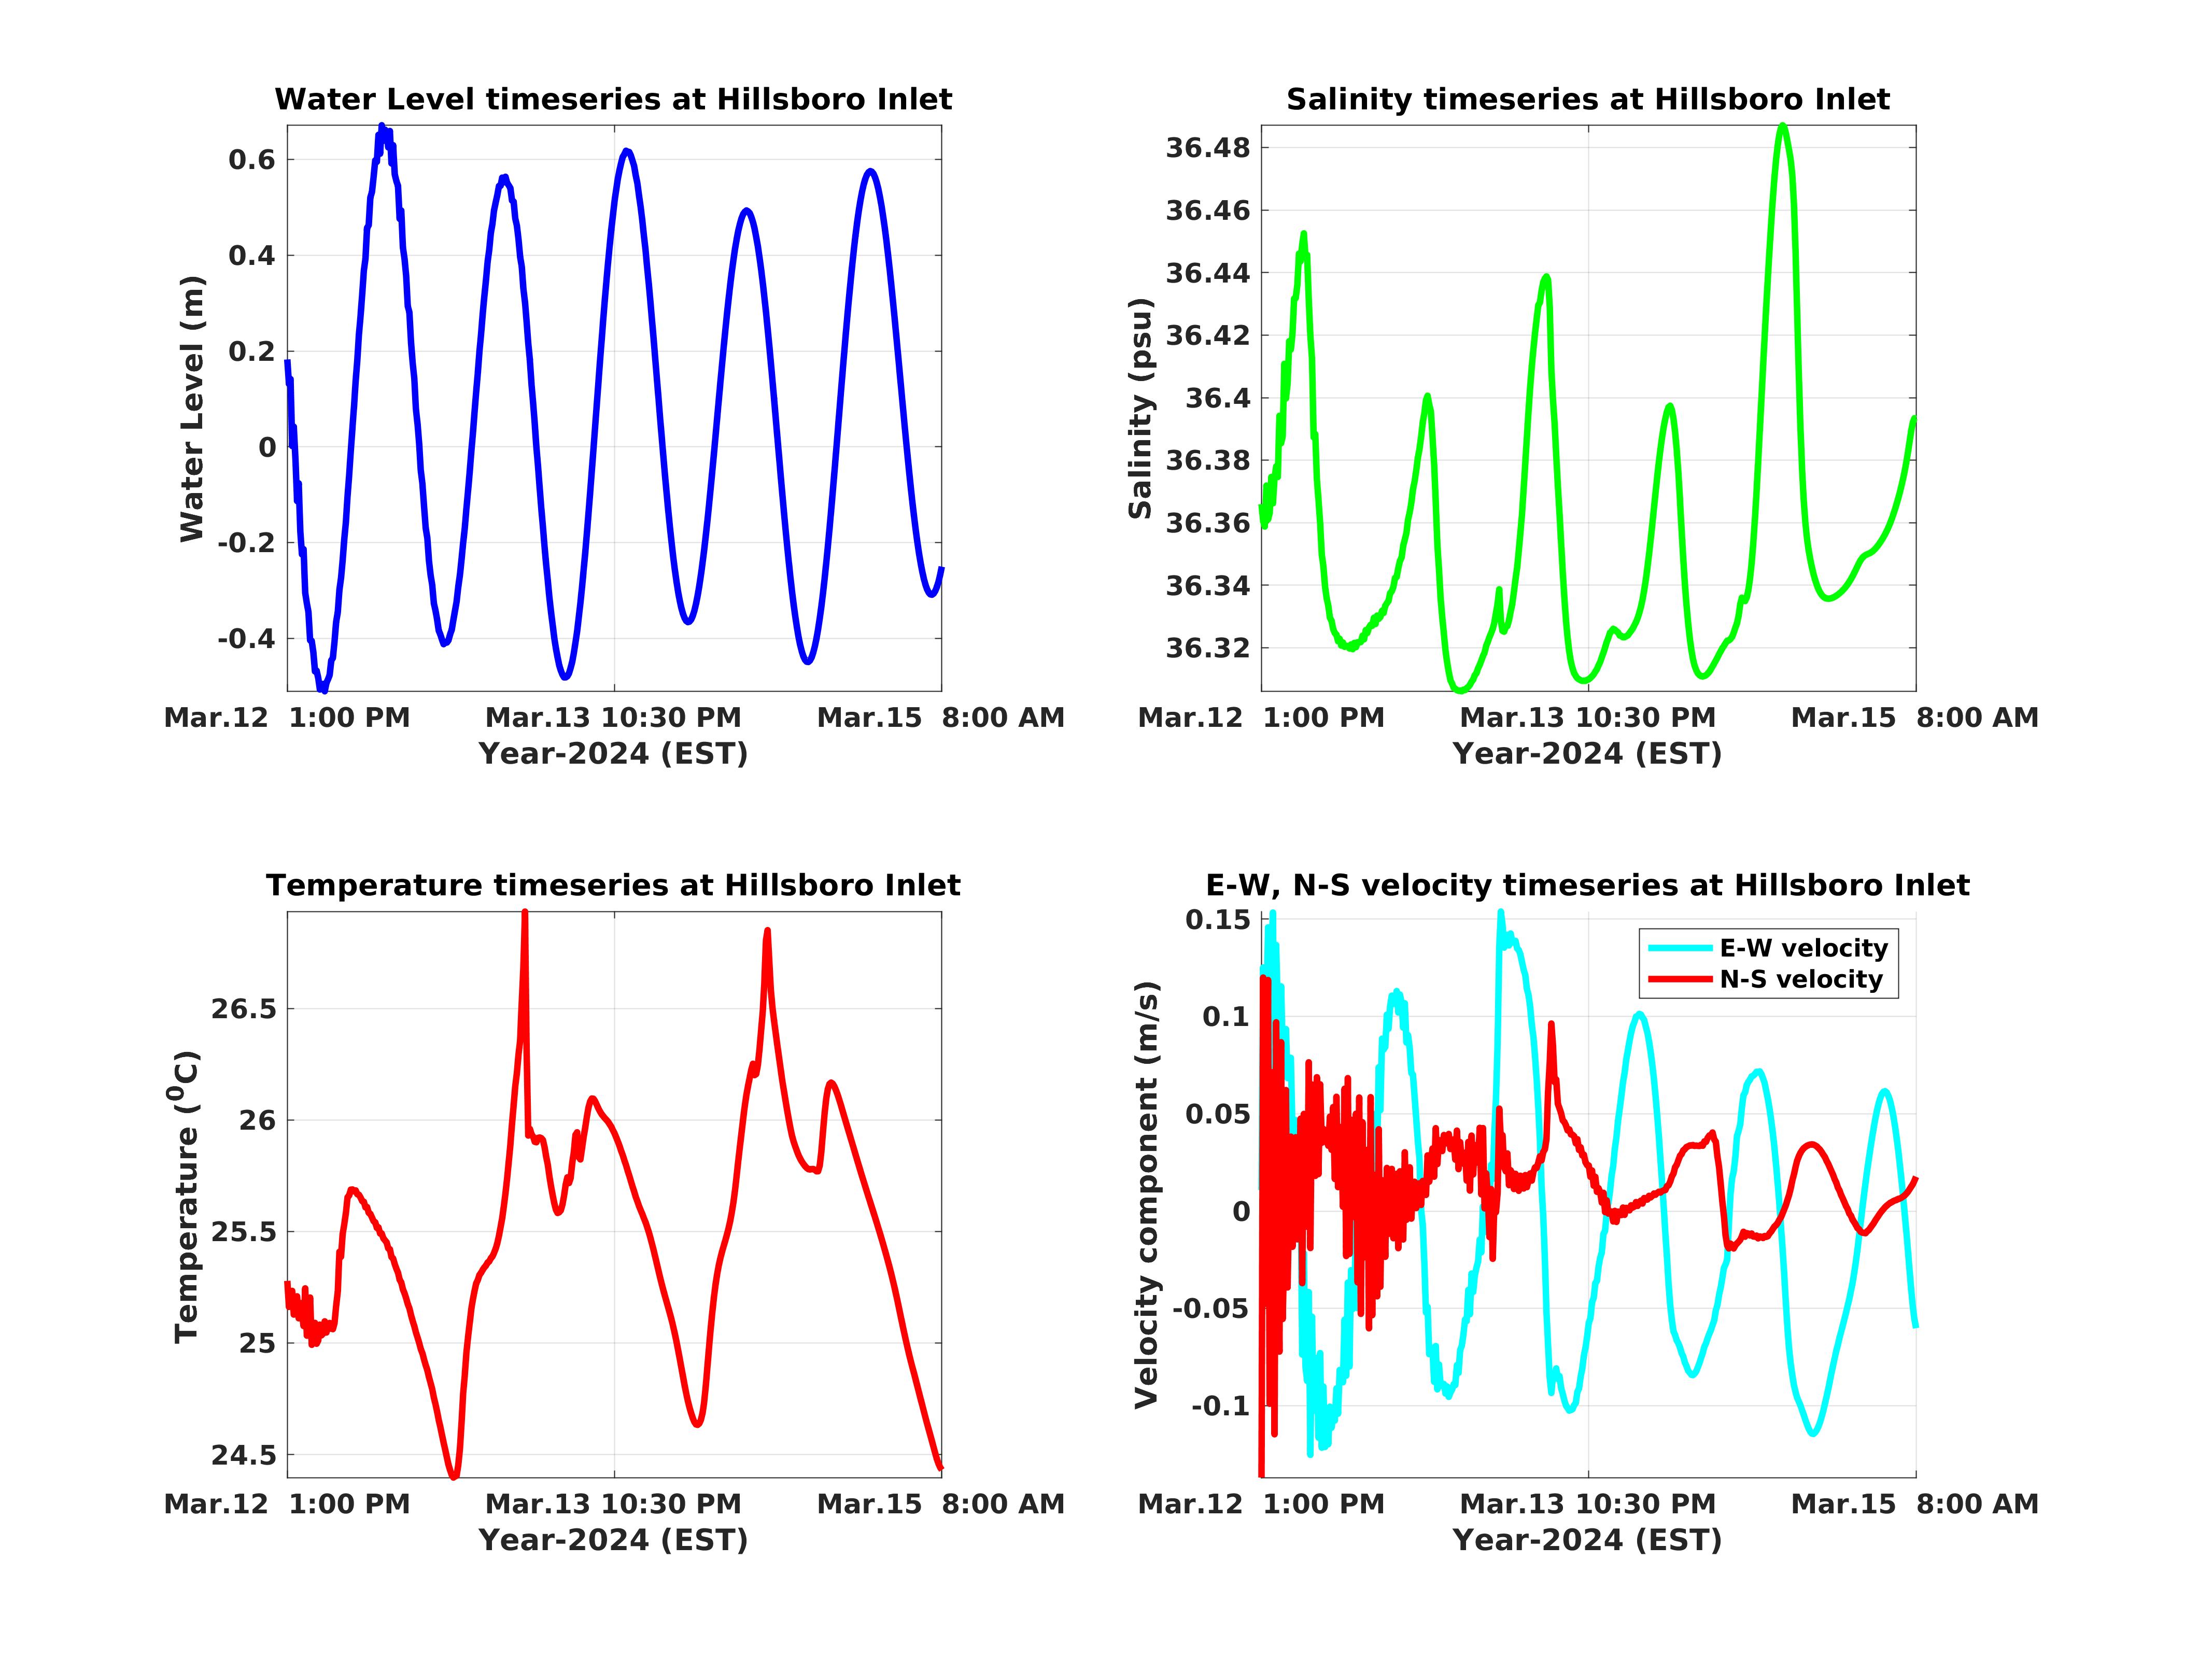 Water Level timeseries at Hillsboro Inlet
Water Level (m)
0.6
0.4
0.2
0
-0.2
-0.4
Mar.12 1:00 PM Mar.13 10:30 PM Mar.15 8:00 AM
Year-2024 (EST)
Salinity timeseries at Hillsboro Inlet
Salinity (psu)
36.48
36.46
36.44
36.42
36.4
36.38
36.36
36.34
36.32
Mar.12 1:00 PM Mar.13 10:30 PM Mar.15 8:00 AM
Year-2024 (EST)
Temperature timeseries at Hillsboro Inlet
Temperature (⁰C)
26.5
26
25.5
25
24.5
Mar.12 1:00 PM Mar.13 10:30 PM Mar.15 8:00 AM
Year-2024 (EST)
E-W, N-S velocity timeseries at Hillsboro Inlet
Velocity component (m/s)
0.15
0.1
0.05
0
-0.05
-0.1
E-W velocity
N-S velocity
Mar.12 1:00 PM Mar.13 10:30 PM Mar.15 8:00 AM
Year-2024 (EST)